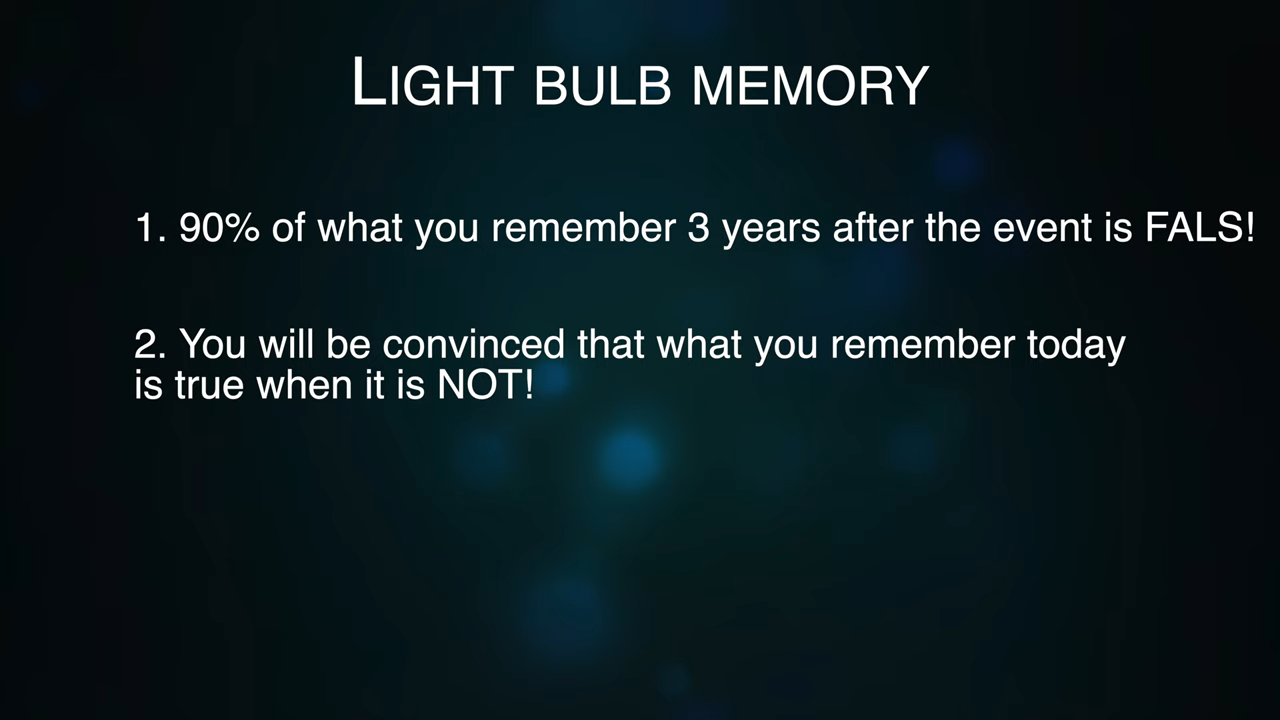 LIGHT BULB MEMORY
1. 90% of what you remember 3 years after the event is FALS!
2. You will be convinced that what you remember today
is true when it is NOT!